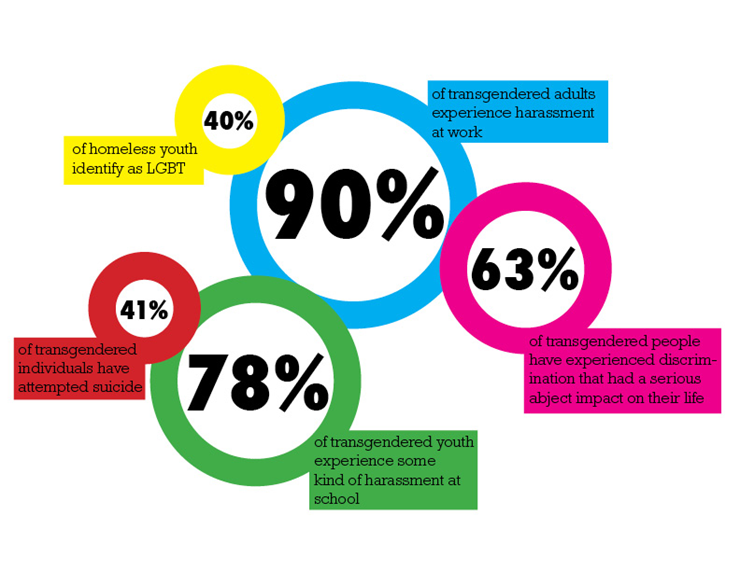 40%
of homeless youth
identify as LGBT
90%
of transgendered adults
experience harassment
at work
63%
of transgendered people
have experienced discrim-
ination that had a serious
abject impact on their life
41%
of transgendered
individuals have
attempted suicide
78%
of transgendered youth
experience some
kind of harassment at
school